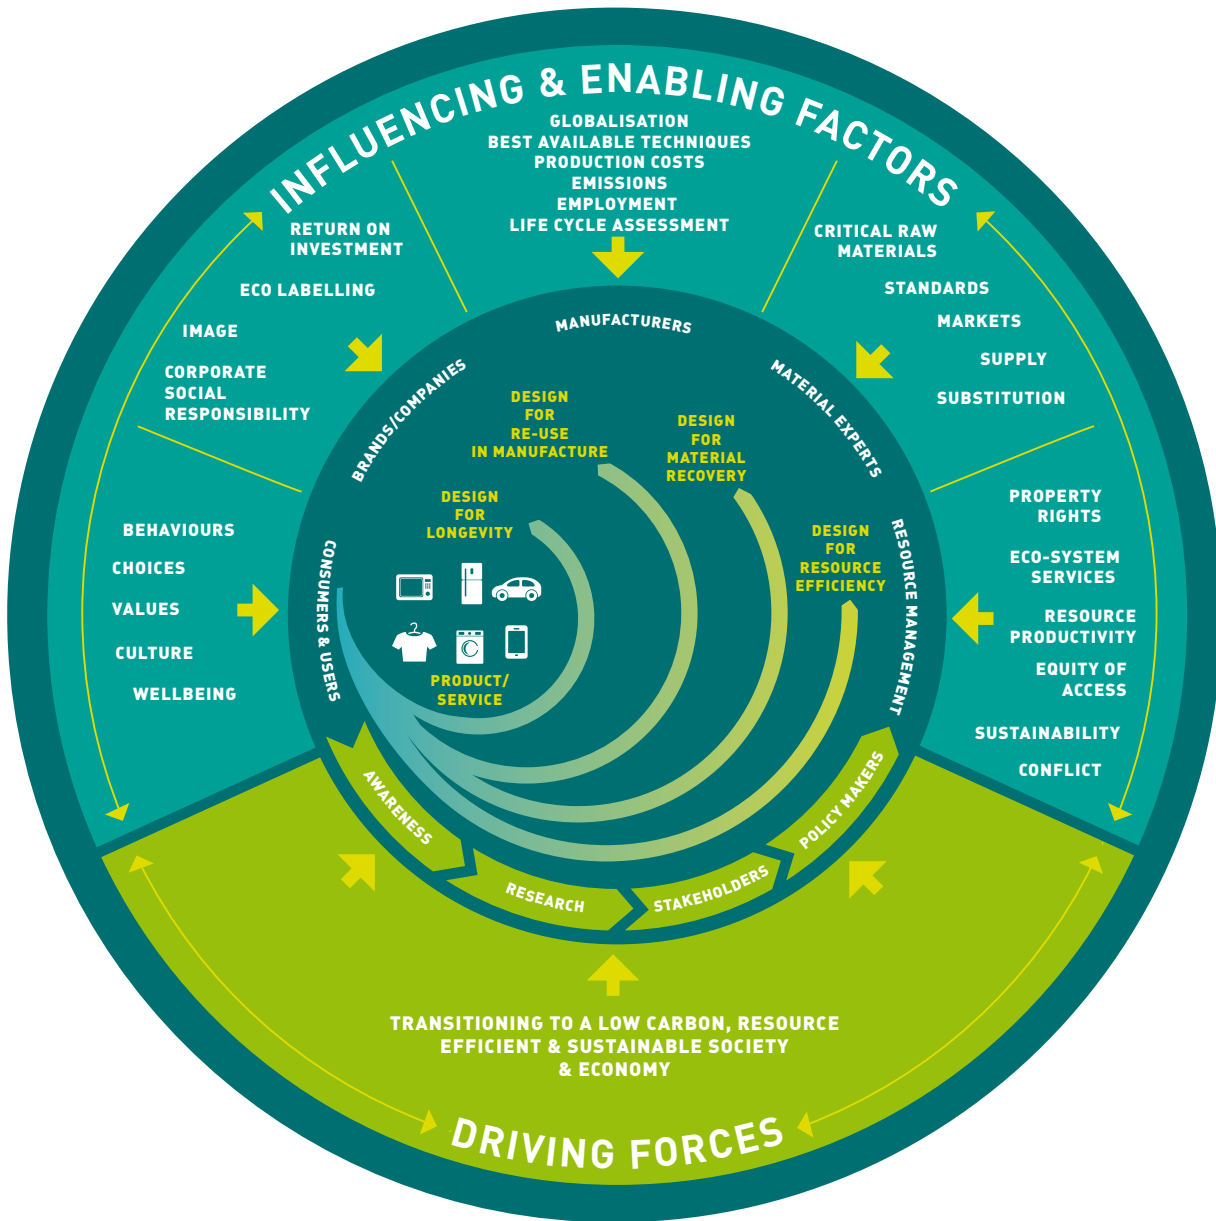 INFLUENCING & ENABLING FACTORS
GLOBALISATION
BEST AVAILABLE TECHNIQUES
PRODUCTION COSTS
EMISSIONS
EMPLOYMENT
LIFE CYCLE ASSESSMENT
RETURN ON
INVESTMENT
ECO LABELLING
IMAGE
CORPORATE
SOCIAL
RESPONSIBILITY
BEHAVIOURS
CHOICES
VALUES
CULTURE
WELLBEING
CRITICAL RAW
MATERIALS
STANDARDS
MARKETS
SUPPLY
SUBSTITUTION
PROPERTY
RIGHTS
ECO-SYSTEM
SERVICES
RESOURCE
PRODUCTIVITY
EQUITY OF
ACCESS
SUSTAINABILITY
CONFLICT
CONSUMERS & USERS
BRANDS/COMPANIES
MANUFACTURERS
MATERIAL EXPERTS
RESOURCE MANAGEMENT
DESIGN
FOR
LONGEVITY
DESIGN
FOR
RE-USE
IN MANUFACTURE
DESIGN
FOR
MATERIAL
RECOVERY
DESIGN
FOR
RESOURCE
EFFICIENCY
PRODUCT/
SERVICE
AWARENESS
RESEARCH
STAKEHOLDERS
POLICY MAKERS
TRANSITIONING TO A LOW CARBON, RESOURCE
EFFICIENT & SUSTAINABLE SOCIETY
& ECONOMY
DRIVING FORCES